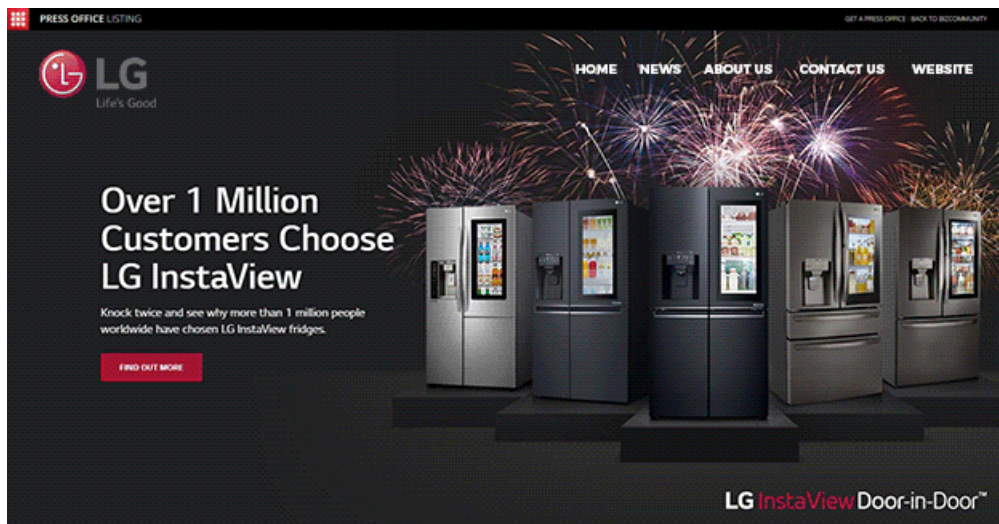 PRESS OFFICE LISTING
GET A PRESS OFFICE BACK TO BIZCOMMUNITY
LG
Life's Good
HOME NEWS ABOUT US CONTACT US WEBSITE
Over 1 Million
Customers Choose
LG InstaView
Knock twice and see why more than 1 million people
worldwide have chosen LG InstaView fridges.
FIND OUT MORE
LG InstaView Door-in-Door™